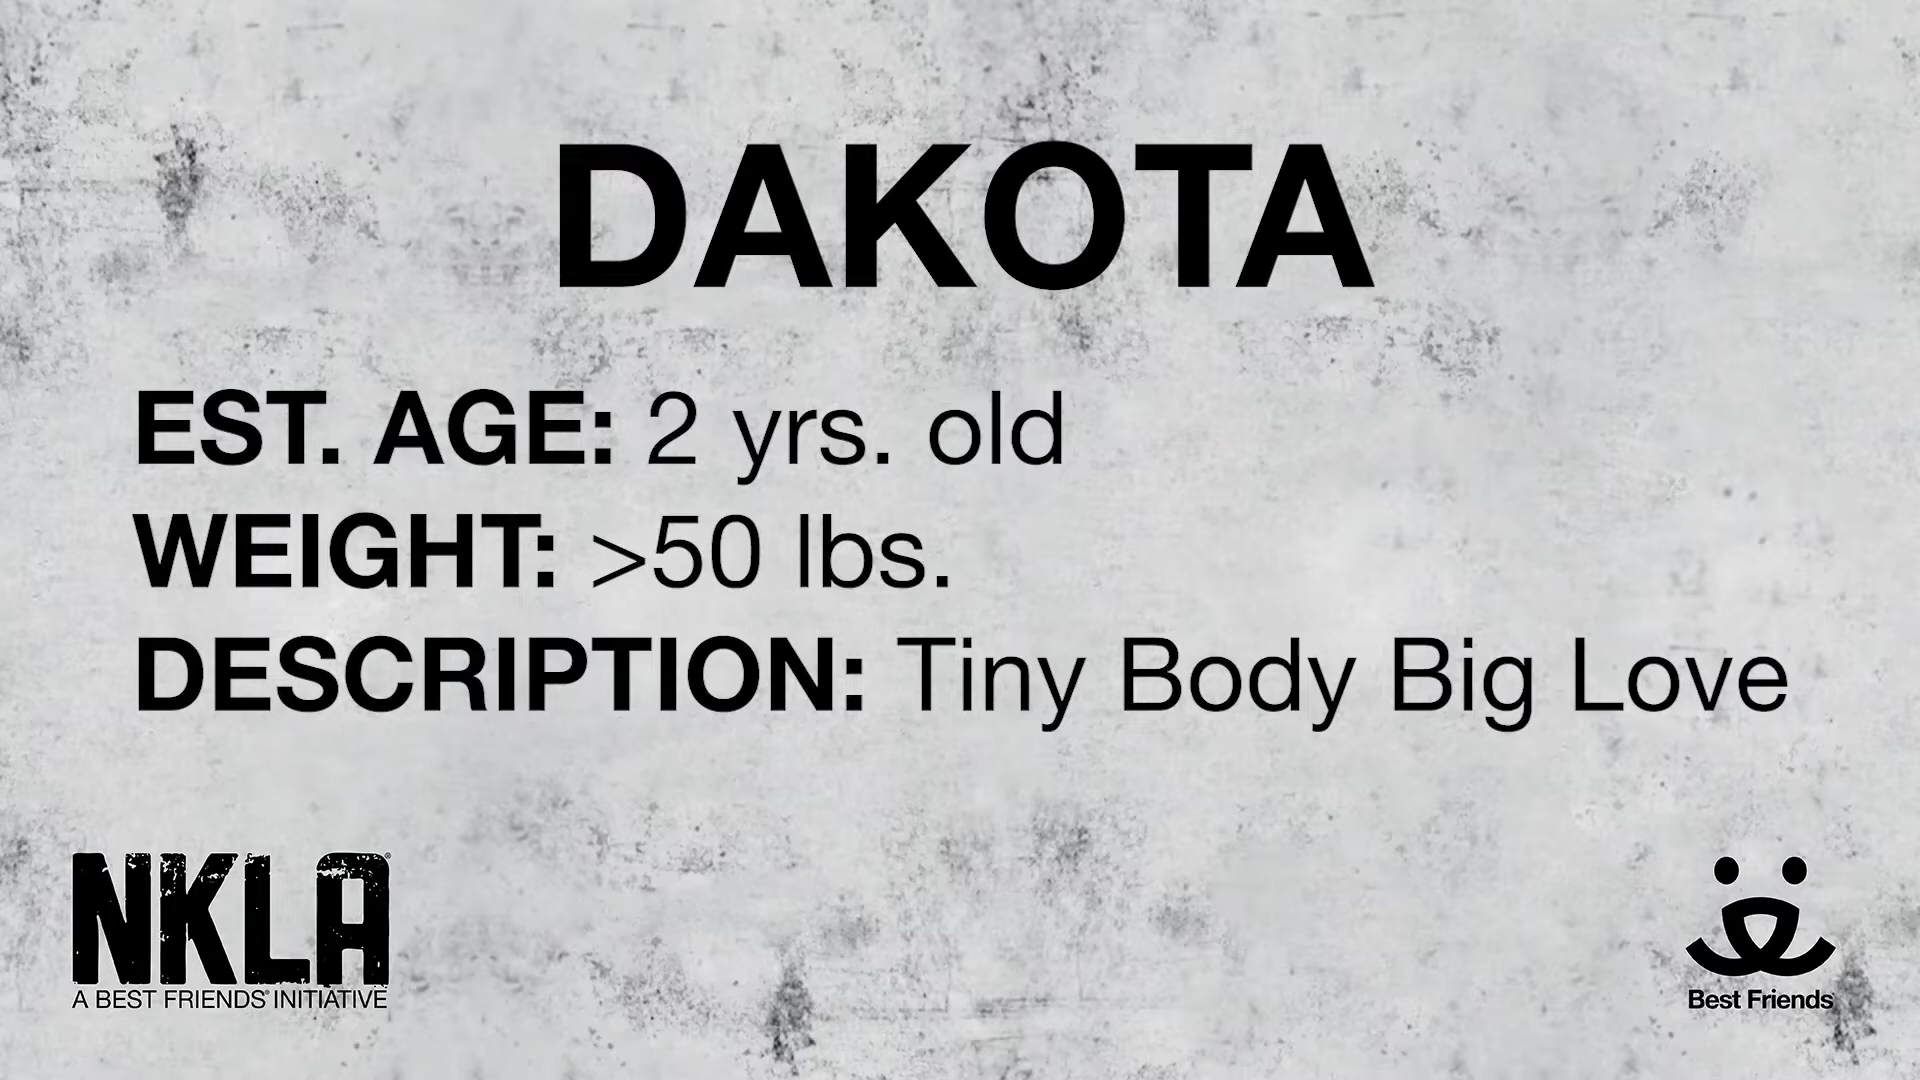 DAKOTA
EST. AGE: 2 yrs. old
WEIGHT: >50 lbs.
DESCRIPTION: Tiny Body Big Love
NKLA®
A BEST FRIENDS® INITIATIVE
Best Friends